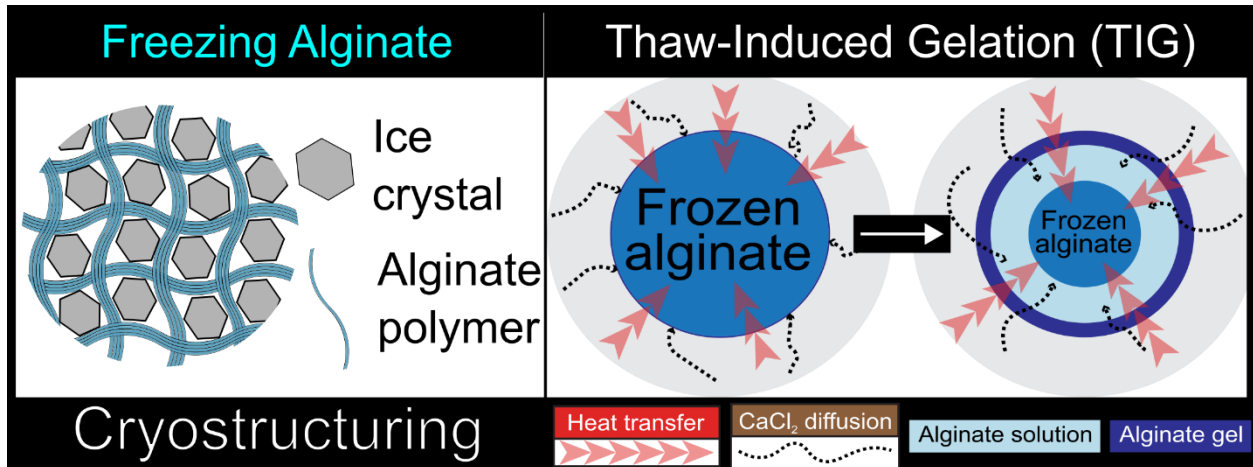 Freezing Alginate
Thaw-Induced Gelation (TIG)
Ice
crystal
Alginate
polymer
Frozen
alginate
Frozen
alginate
Cryostructuring
Heat transfer
CaCl₂ diffusion
Alginate solution
Alginate gel